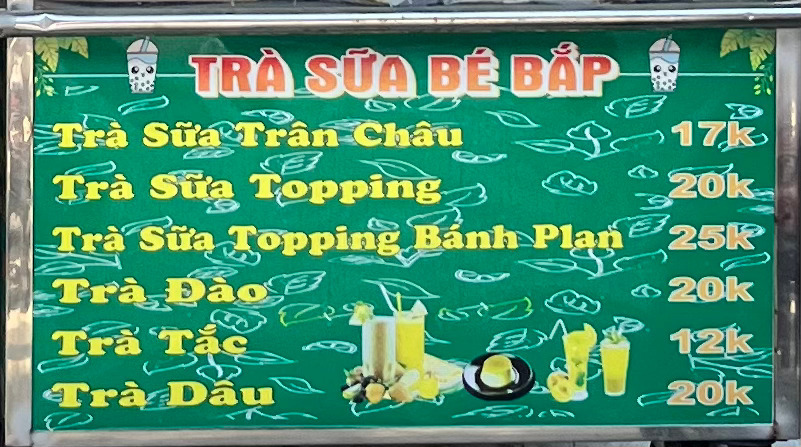 TRÀ SỮA BÉ BẮP
Trà Sữa Trân Châu 17k
Trà Sữa Topping 20k
Trà Sữa Topping Bánh Plan 25k
Trà Đào 20k
Trà Tắc 12k
Trà Dâu 20k